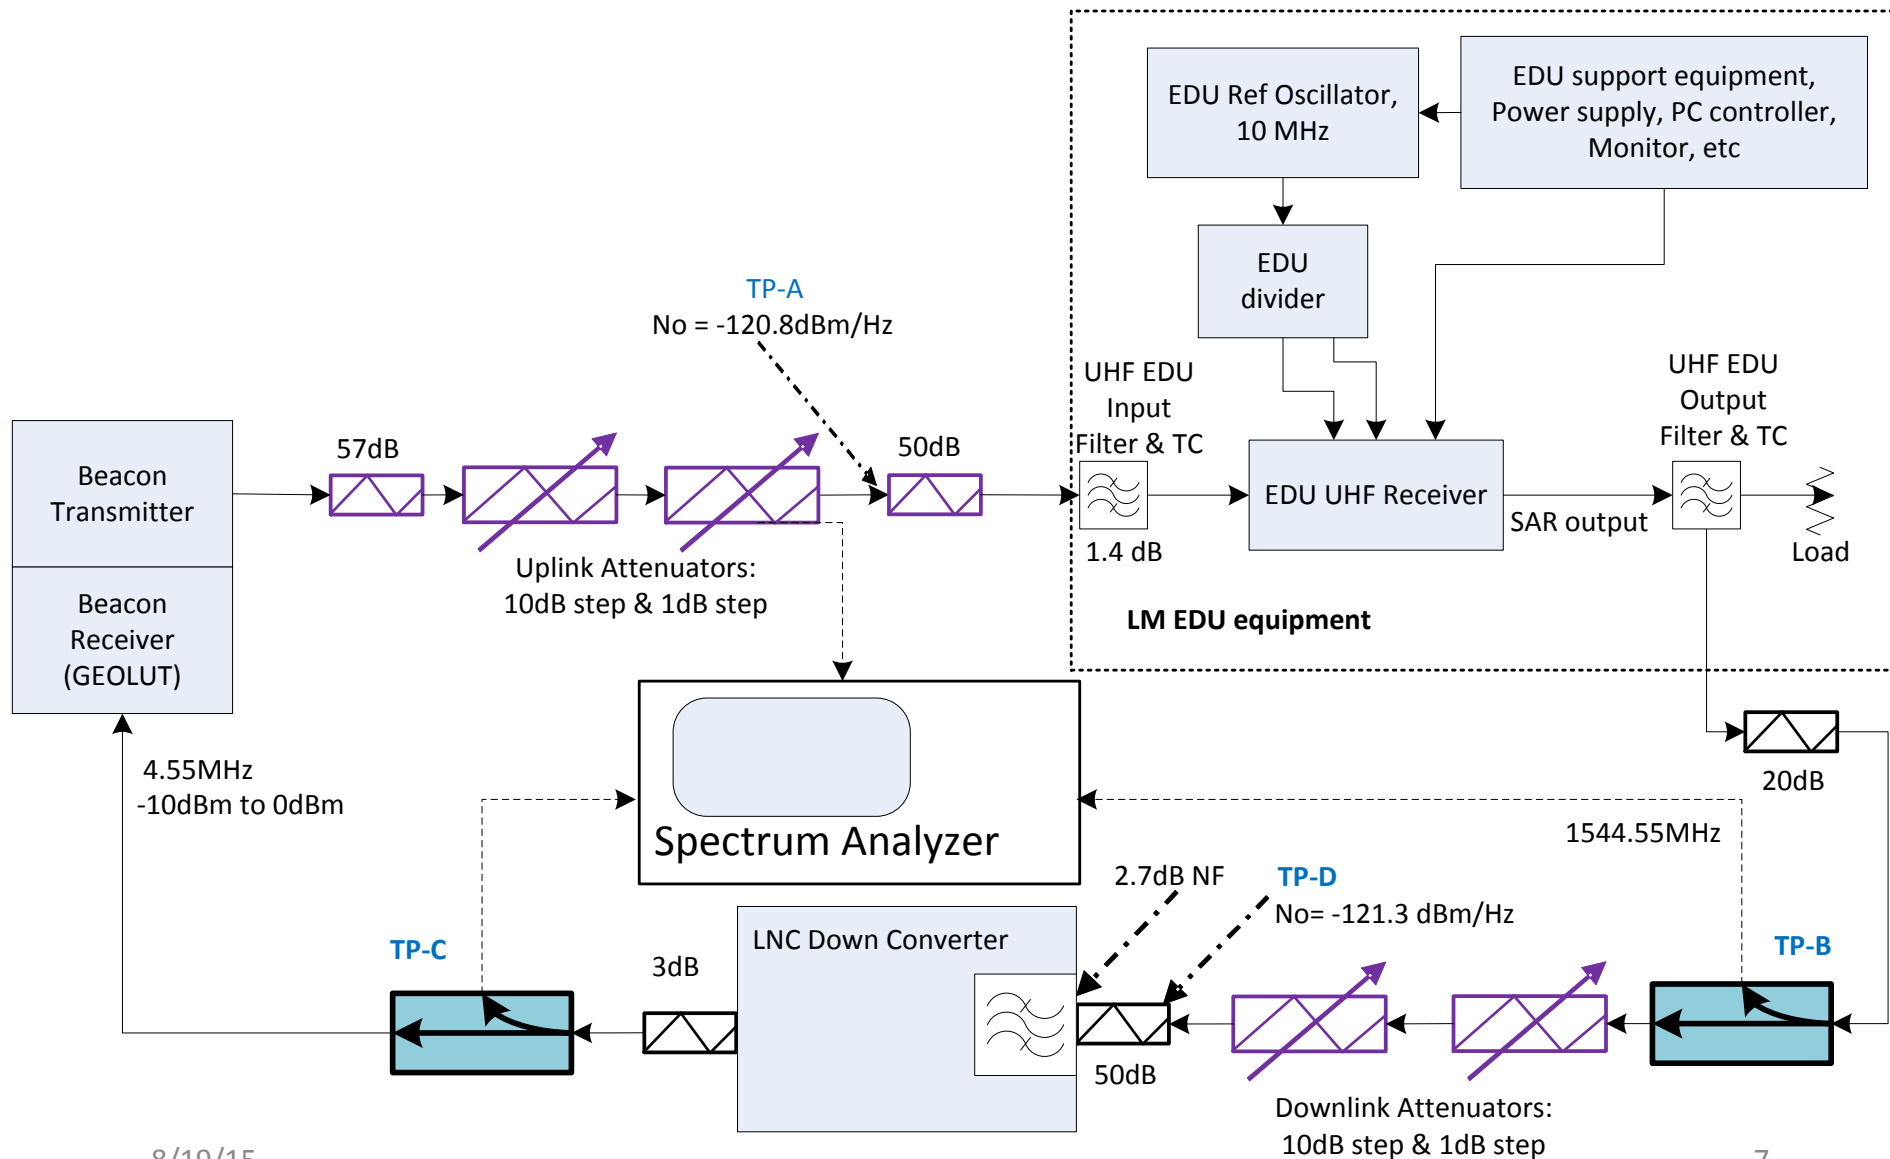 EDU Ref Oscillator,
10 MHz
EDU support equipment,
Power supply, PC controller,
Monitor, etc
EDU
divider
TP-A
No = -120.8dBm/Hz
UHF EDU
Input
Filter & TC
UHF EDU
Output
Filter & TC
57dB
50dB
Beacon
Transmitter
EDU UHF Receiver
SAR output
1.4 dB
Load
Uplink Attenuators:
10dB step & 1dB step
LM EDU equipment
Beacon
Receiver
(GEOLUT)
4.55MHz
-10dBm to 0dBm
Spectrum Analyzer
20dB
1544.55MHz
2.7dB NF
TP-D
No= -121.3 dBm/Hz
TP-C
3dB
LNC Down Converter
TP-B
50dB
Downlink Attenuators:
10dB step & 1dB step
8/19/15
7